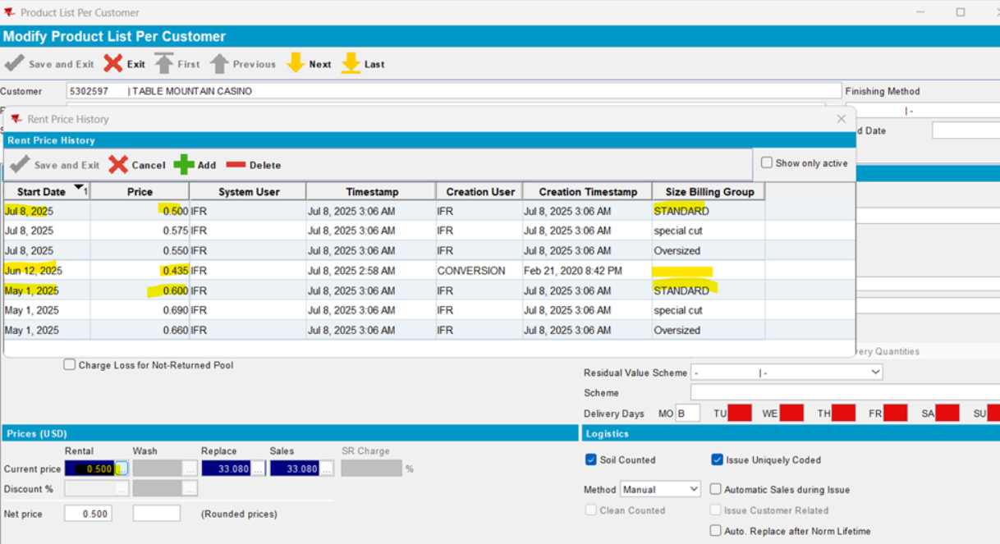 Product List Per Customer
Modify Product List Per Customer
Save and Exit Exit First Previous Next Last
Customer 5302597 | TABLE MOUNTAIN CASINO Finishing Method
| -
Rent Price History
d Date
Rent Price History
Save and Exit Cancel Add Delete Show only active
Start Date 1 Price System User Timestamp Creation User Creation Timestamp Size Billing Group
Jul 8, 2025 0.500 IFR Jul 8, 2025 3:06 AM IFR Jul 8, 2025 3:06 AM STANDARD
Jul 8, 2025 0.575 IFR Jul 8, 2025 3:06 AM IFR Jul 8, 2025 3:06 AM special cut
Jul 8, 2025 0.550 IFR Jul 8, 2025 3:06 AM IFR Jul 8, 2025 3:06 AM Oversized
Jun 12, 2025 0.435 IFR Jul 8, 2025 2:58 AM CONVERSION Feb 21, 2020 8:42 PM
May 1, 2025 0.600 IFR Jul 8, 2025 3:06 AM IFR Jul 8, 2025 3:06 AM STANDARD
May 1, 2025 0.690 IFR Jul 8, 2025 3:06 AM IFR Jul 8, 2025 3:06 AM special cut
May 1, 2025 0.660 IFR Jul 8, 2025 3:06 AM IFR Jul 8, 2025 3:06 AM Oversized
very Quantities
Charge Loss for Not-Returned Pool
Residual Value Scheme - | -
Scheme
Delivery Days MO B TU WE TH FR SA SU
Prices (USD) Logistics
Rental Wash Replace Sales SR Charge
Current price 0.500 ... ... 33.080 ... 33.080 ... %
Soil Counted Issue Uniquely Coded
Discount % ... ...
Method Manual Automatic Sales during Issue
Net price 0.500 (Rounded prices)
Clean Counted Issue Customer Related
Auto. Replace after Norm Lifetime